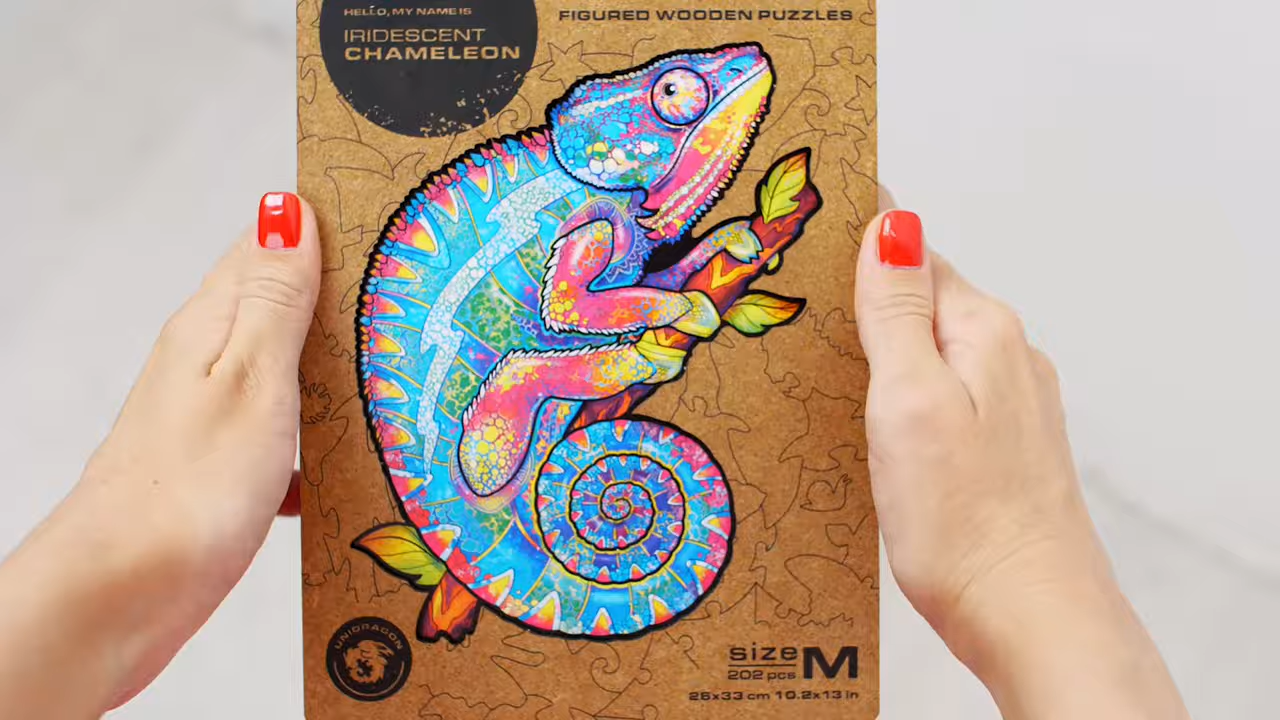 HELLO, MY NAME IS
IRIDESCENT
CHAMELEON
FIGURED WOODEN PUZZLES
UNIDRAGON
size M
202 pcs
26x33 cm 10.2x13 in